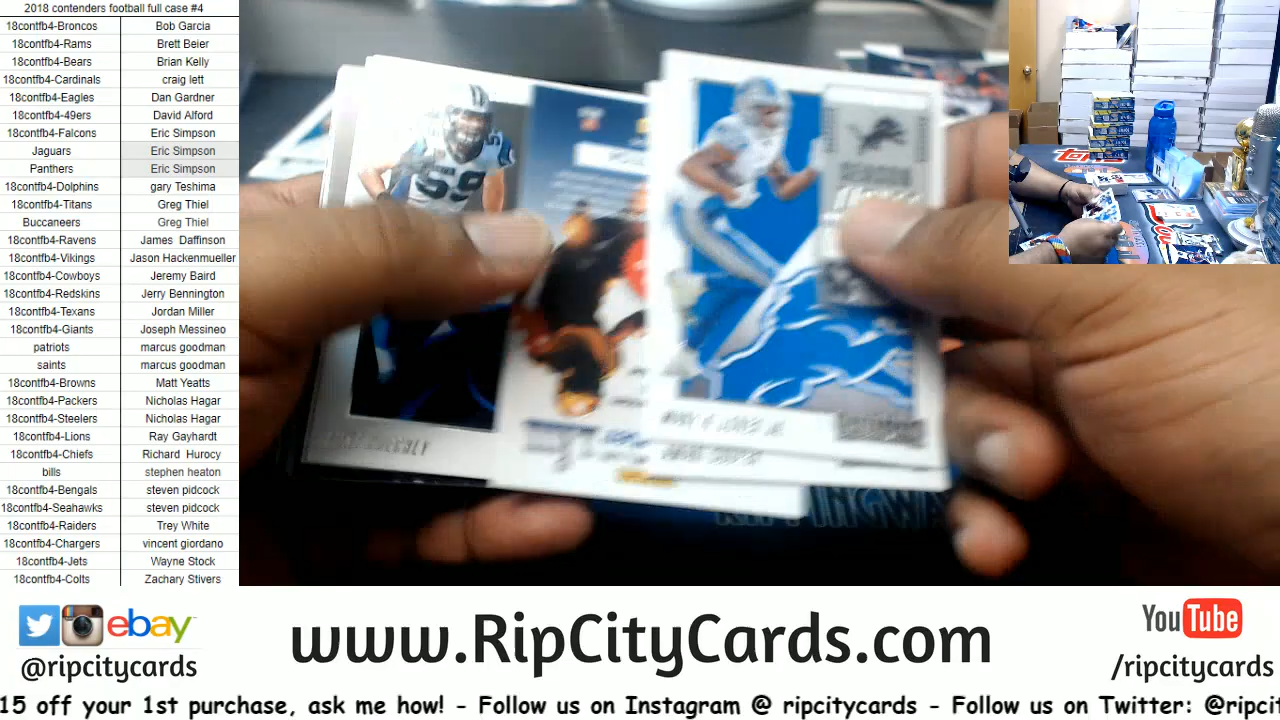 2018 contenders football full case #4
18contfb4-Broncos Bob Garcia
18contfb4-Rams Brett Beier
18contfb4-Bears Brian Kelly
18contfb4-Cardinals craig lett
18contfb4-Eagles Dan Gardner
18contfb4-49ers David Alford
18contfb4-Falcons Eric Simpson
Jaguars Eric Simpson
Panthers Eric Simpson
18contfb4-Dolphins gary Teshima
18contfb4-Titans Greg Thiel
Buccaneers Greg Thiel
18contfb4-Ravens James Daffinson
18contfb4-Vikings Jason Hackenmueller
18contfb4-Cowboys Jeremy Baird
18contfb4-Redskins Jerry Bennington
18contfb4-Texans Jordan Miller
18contfb4-Giants Joseph Messineo
patriots marcus goodman
saints marcus goodman
18contfb4-Browns Matt Yeatts
18contfb4-Packers Nicholas Hagar
18contfb4-Steelers Nicholas Hagar
18contfb4-Lions Ray Gayhardt
18contfb4-Chiefs Richard Hurocy
bills stephen heaton
18contfb4-Bengals steven pidcock
18contfb4-Seahawks steven pidcock
18contfb4-Raiders Trey White
18contfb4-Chargers vincent giordano
18contfb4-Jets Wayne Stock
18contfb4-Colts Zachary Stivers
59
SEASON
MARVIN JONES JR.
topps
ebay
@ripcitycards
www.RipCityCards.com
YouTube
/ripcitycards
15 off your 1st purchase, ask me how! - Follow us on Instagram @ ripcitycards - Follow us on Twitter: @ripcit